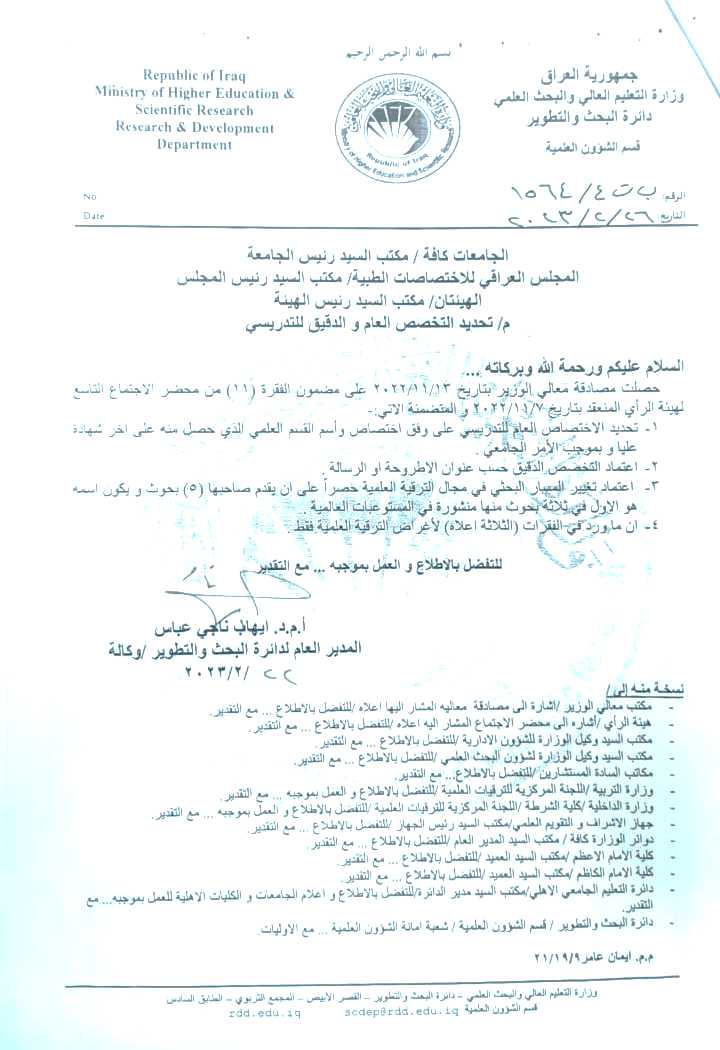 بسم الله الرحمن الرحيم
Republic of Iraq
Ministry of Higher Education &
Scientific Research
Research & Development
Department
No
Date
جمهورية العراق
وزارة التعليم العالي والبحث العلمي
دائرة البحث والتطوير
قسم الشؤون العلمية
الرقم: ب ت ٤/ ١٥٦٤
التاريخ: ٢٠٢٣/٢/٢٦
Republic of Iraq
Ministry of Higher Education and Scientific Research
الجامعات كافة / مكتب السيد رئيس الجامعة
المجلس العراقي للاختصاصات الطبية/ مكتب السيد رئيس المجلس
الهيئتان/ مكتب السيد رئيس الهيئة
م/ تحديد التخصص العام و الدقيق للتدريسي
السلام عليكم ورحمة الله وبركاته ...
حصلت مصادقة معالي الوزير بتاريخ ٢٠٢٢/١١/١٣ على مضمون الفقرة (١١) من محضر الاجتماع التاسع
لهيئة الرأي المنعقد بتاريخ ٢٠٢٢/١١/٧ و المتضمنة الاتي:-
١- تحديد الاختصاص العام للتدريسي على وفق اختصاص وأسم القسم العلمي الذي حصل منه على اخر شهادة
عليا و بموجب الأمر الجامعي .
٢- اعتماد التخصص الدقيق حسب عنوان الاطروحة او الرسالة .
٣- اعتماد تغيير المسار البحثي في مجال الترقية العلمية حصراً على ان يقدم صاحبها (٥) بحوث و يكون اسمه
هو الاول في ثلاثة بحوث منها منشورة في المستوعبات العالمية .
٤- ان ما ورد في الفقرات (الثلاثة اعلاه) لأغراض الترقية العلمية فقط .
للتفضل بالاطلاع و العمل بموجبه ... مع التقدير
أ.م.د. ايهاب ناجي عباس
المدير العام لدائرة البحث والتطوير /وكالة
٢٢ /٢٠٢٣/٢
نسخة منه إلى/
- مكتب معالي الوزير /اشارة الى مصادقة معاليه المشار اليها اعلاه /للتفضل بالاطلاع ... مع التقدير.
- هيئة الرأي /أشاره الى محضر الاجتماع المشار اليه اعلاه /للتفضل بالاطلاع ... مع التقدير.
- مكتب السيد وكيل الوزارة للشؤون الادارية /للتفضل بالاطلاع ... مع التقدير.
- مكتب السيد وكيل الوزارة لشؤون البحث العلمي /للتفضل بالاطلاع ... مع التقدير.
- مكاتب السادة المستشارين /للتفضل بالاطلاع... مع التقدير.
- وزارة التربية /اللجنة المركزية للترقيات العلمية /للتفضل بالاطلاع و العمل بموجبه ... مع التقدير.
- وزارة الداخلية /كلية الشرطة /اللجنة المركزية للترقيات العلمية /للتفضل بالاطلاع و العمل بموجبه ... مع التقدير.
- جهاز الاشراف و التقويم العلمي/مكتب السيد رئيس الجهاز /للتفضل بالاطلاع ... مع التقدير.
- دوائر الوزارة كافة / مكتب السيد المدير العام /للتفضل بالاطلاع ... مع التقدير.
- كلية الامام الاعظم /مكتب السيد العميد /للتفضل بالاطلاع ... مع التقدير.
- كلية الامام الكاظم /مكتب السيد العميد /للتفضل بالاطلاع ... مع التقدير.
- دائرة التعليم الجامعي الاهلي/مكتب السيد مدير الدائرة/للتفضل بالاطلاع و اعلام الجامعات و الكليات الاهلية للعمل بموجبه... مع
التقدير.
- دائرة البحث والتطوير / قسم الشؤون العلمية / شعبة امانة الشؤون العلمية ... مع الاوليات.
م.م. ايمان عامر ٢١/١٩/٩
وزارة التعليم العالي والبحث العلمي – دائرة البحث والتطوير – القصر الأبيض – المجمع التربوي – الطابق السادس
قسم الشؤون العلمية scdep@rdd.edu.iq rdd.edu.iq